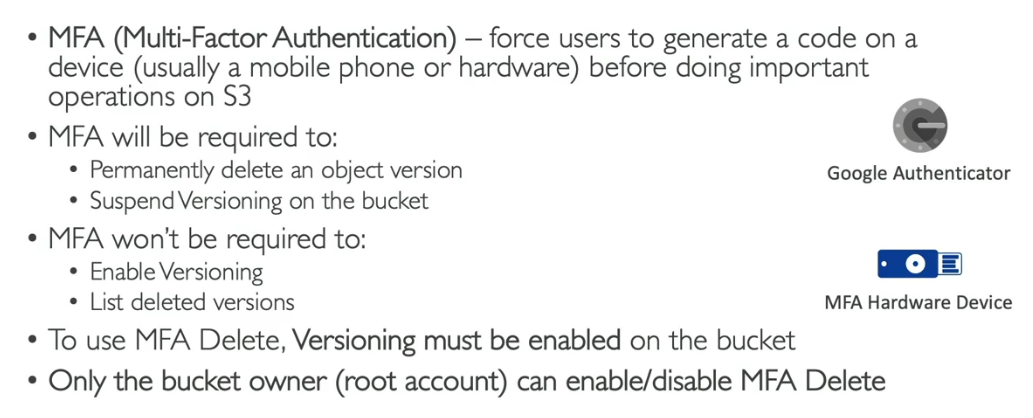 • MFA (Multi-Factor Authentication) – force users to generate a code on a
device (usually a mobile phone or hardware) before doing important
operations on S3
• MFA will be required to:
• Permanently delete an object version
• Suspend Versioning on the bucket
Google Authenticator
• MFA won't be required to:
• Enable Versioning
• List deleted versions
MFA Hardware Device
• To use MFA Delete, Versioning must be enabled on the bucket
• Only the bucket owner (root account) can enable/disable MFA Delete